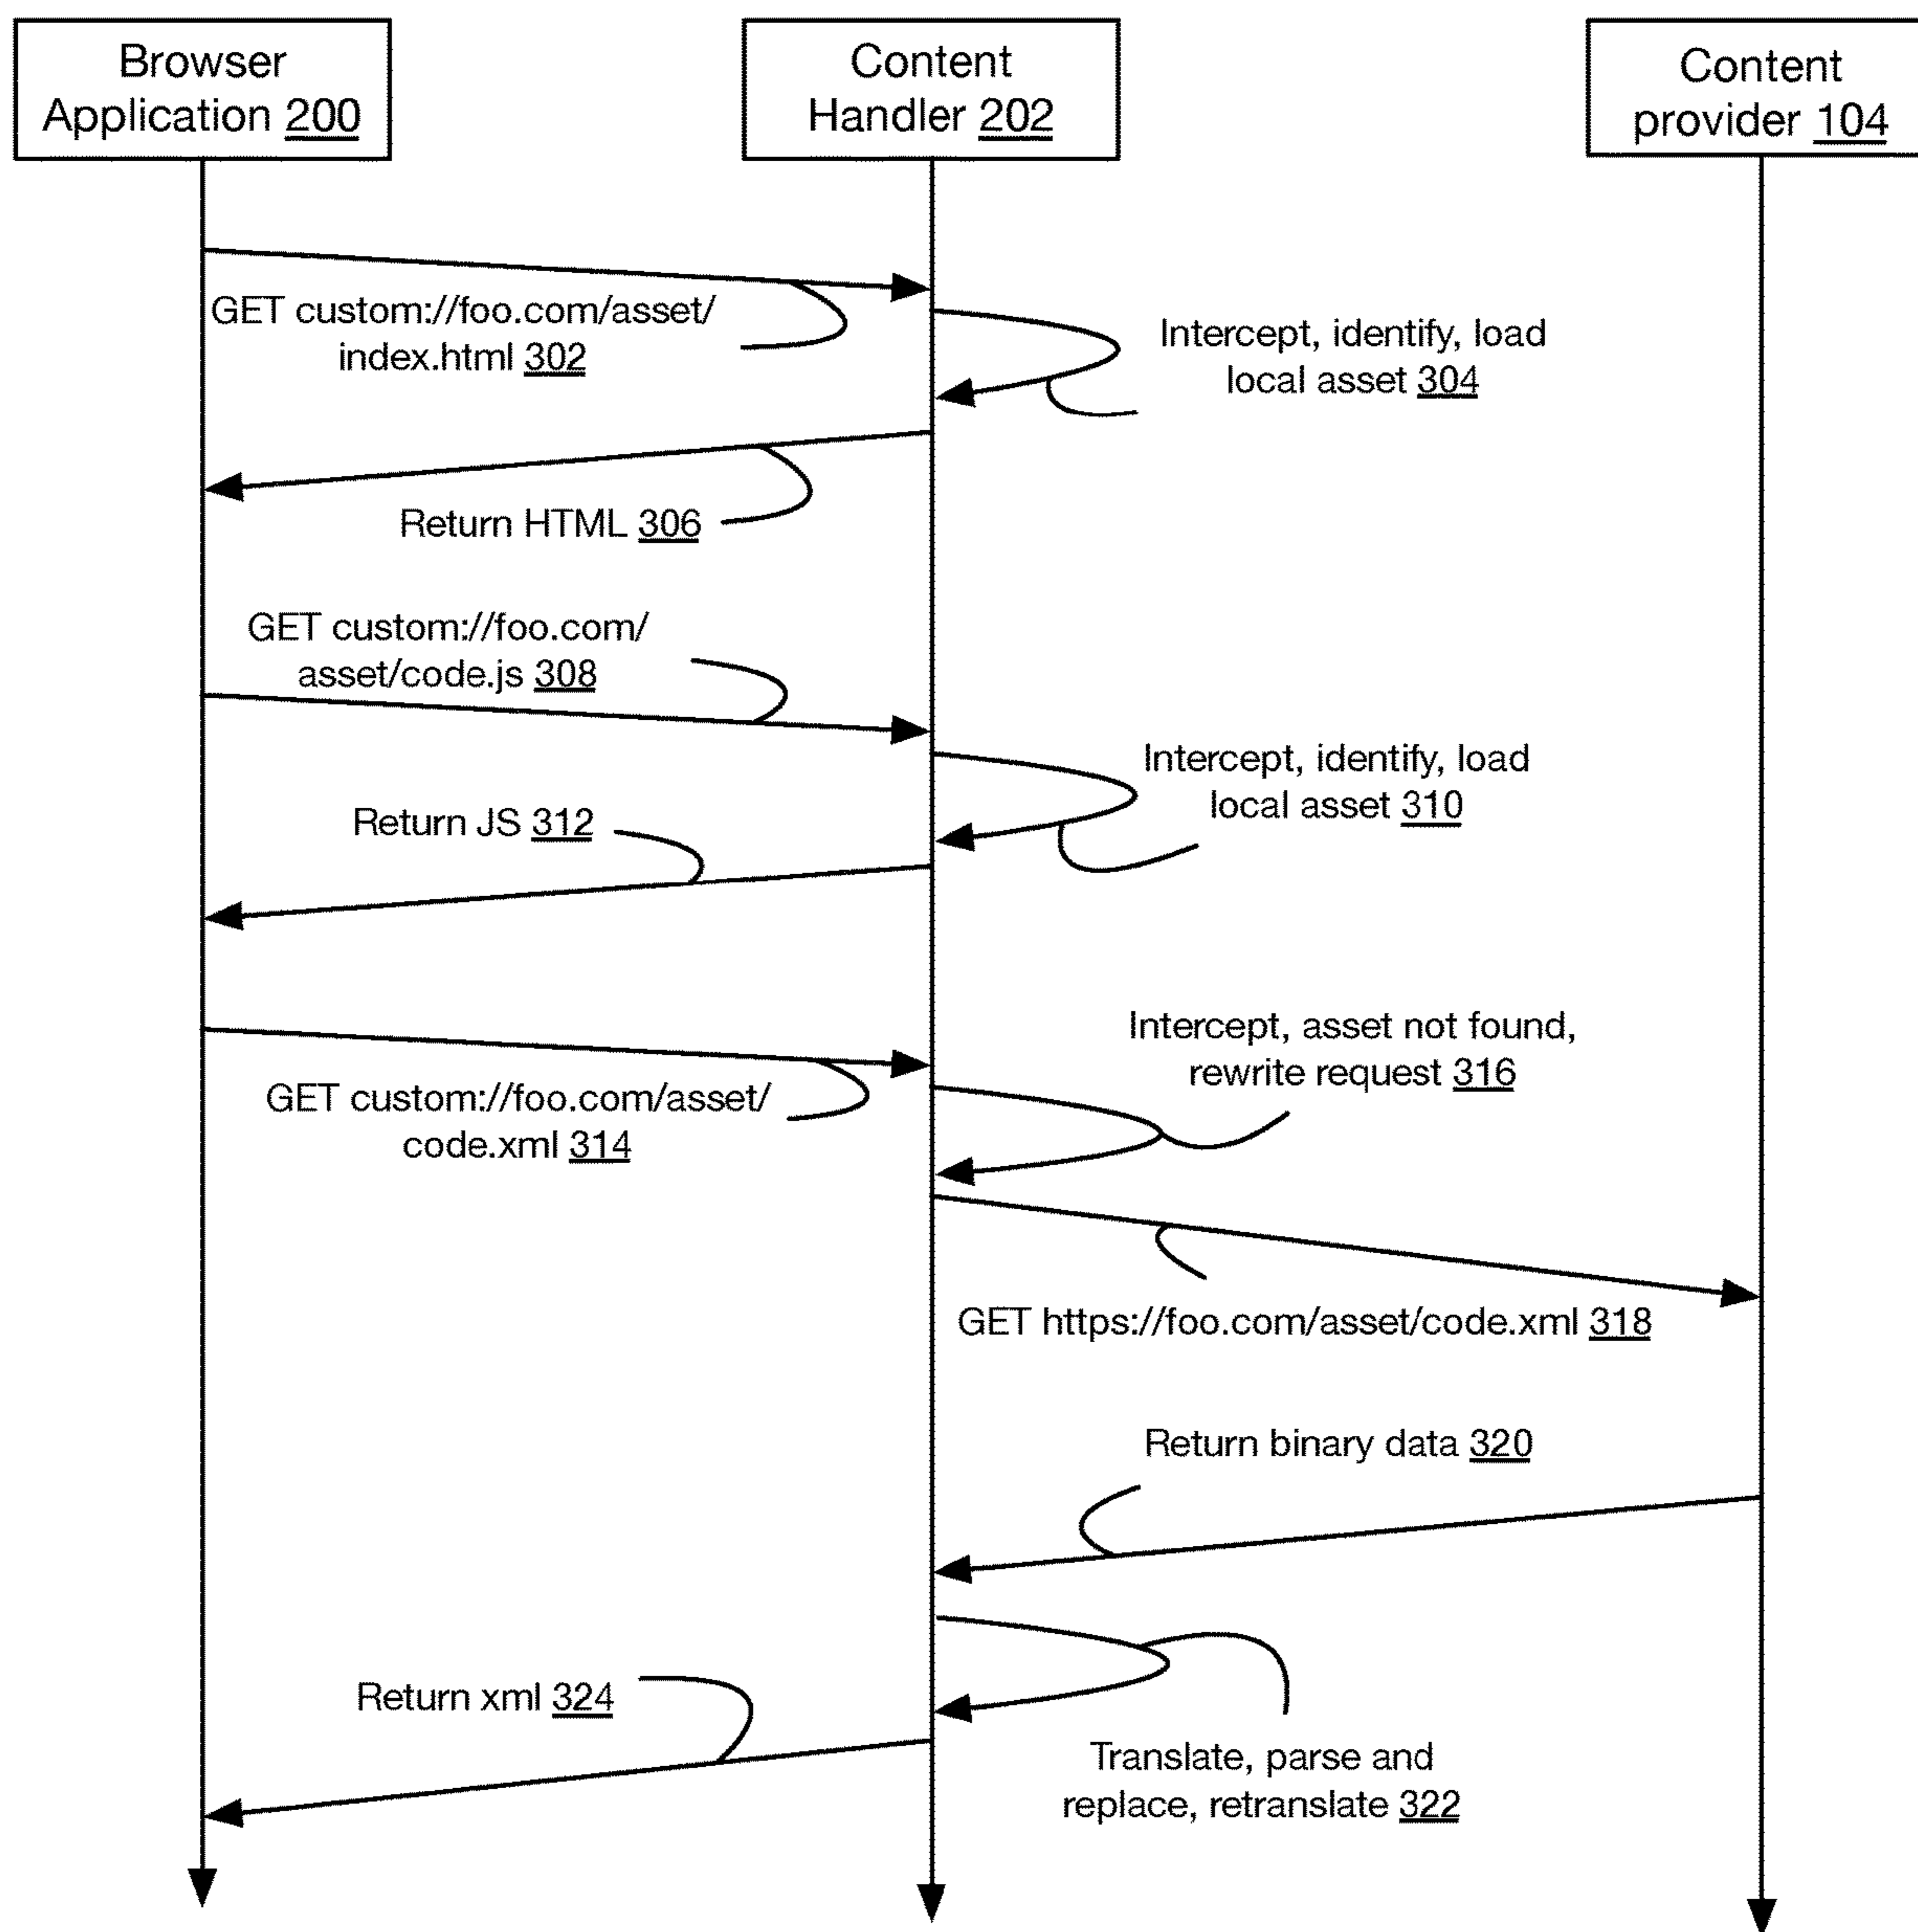 Browser
Application 200
Content
Handler 202
Content
provider 104
GET custom://foo.com/asset/
index.html 302
Intercept, identify, load
local asset 304
Return HTML 306
GET custom://foo.com/
asset/code.js 308
Intercept, identify, load
local asset 310
Return JS 312
Intercept, asset not found,
rewrite request 316
GET custom://foo.com/asset/
code.xml 314
GET https://foo.com/asset/code.xml 318
Return binary data 320
Return xml 324
Translate, parse and
replace, retranslate 322